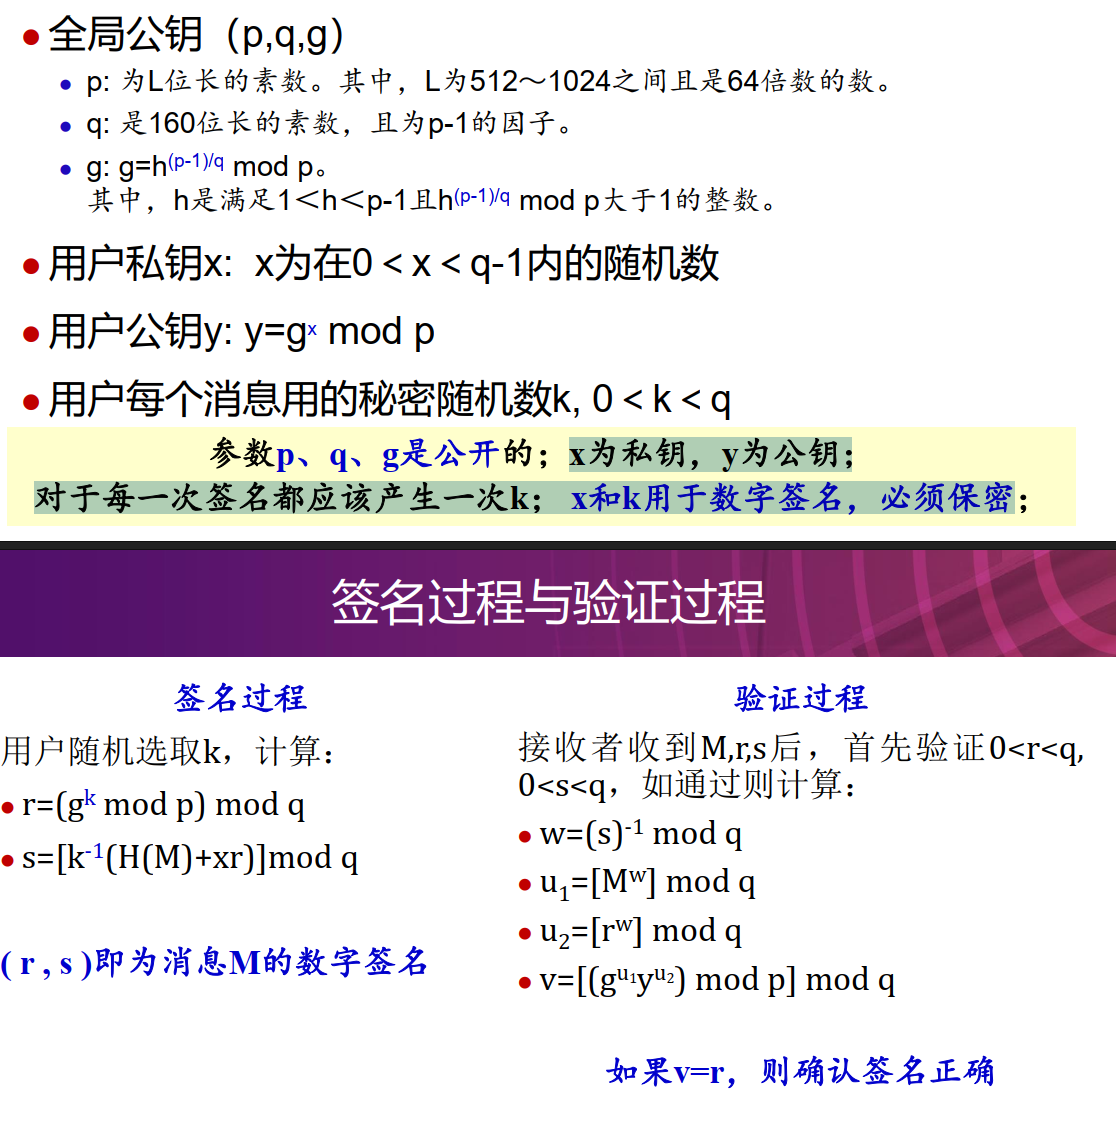 全局公钥（p,q,g）
p: 为L位长的素数。其中，L为512～1024之间且是64倍数的数。
q: 是160位长的素数，且为p-1的因子。
g: g=h(p-1)/q mod p。
其中，h是满足1＜h＜p-1且h(p-1)/q mod p大于1的整数。
用户私钥x: x为在0＜x＜q-1内的随机数
用户公钥y: y=gx mod p
用户每个消息用的秘密随机数k, 0＜k＜q
参数p、q、g是公开的；x为私钥，y为公钥；
对于每一次签名都应该产生一次k； x和k用于数字签名，必须保密；
签名过程与验证过程
签名过程
用户随机选取k，计算：
r=(gk mod p) mod q
s=[k-1(H(M)+xr)]mod q
( r , s )即为消息M的数字签名
验证过程
接收者收到M,r,s后，首先验证0<r<q,
0<s<q，如通过则计算：
w=(s)-1 mod q
u1=[Mw] mod q
u2=[rw] mod q
v=[(gu1yu2) mod p] mod q
如果v=r，则确认签名正确